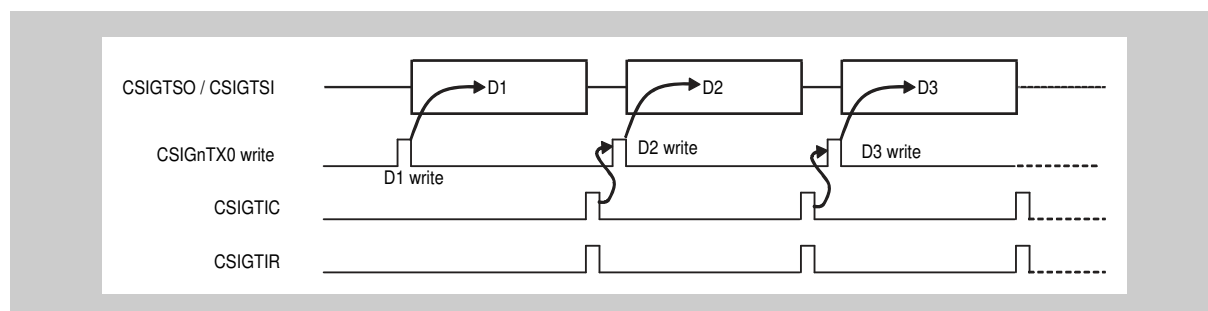 CSIGTSO / CSIGTSI
D1
D2
D3
CSIGnTX0 write
D1 write
D2 write
D3 write
CSIGTIC
CSIGTIR